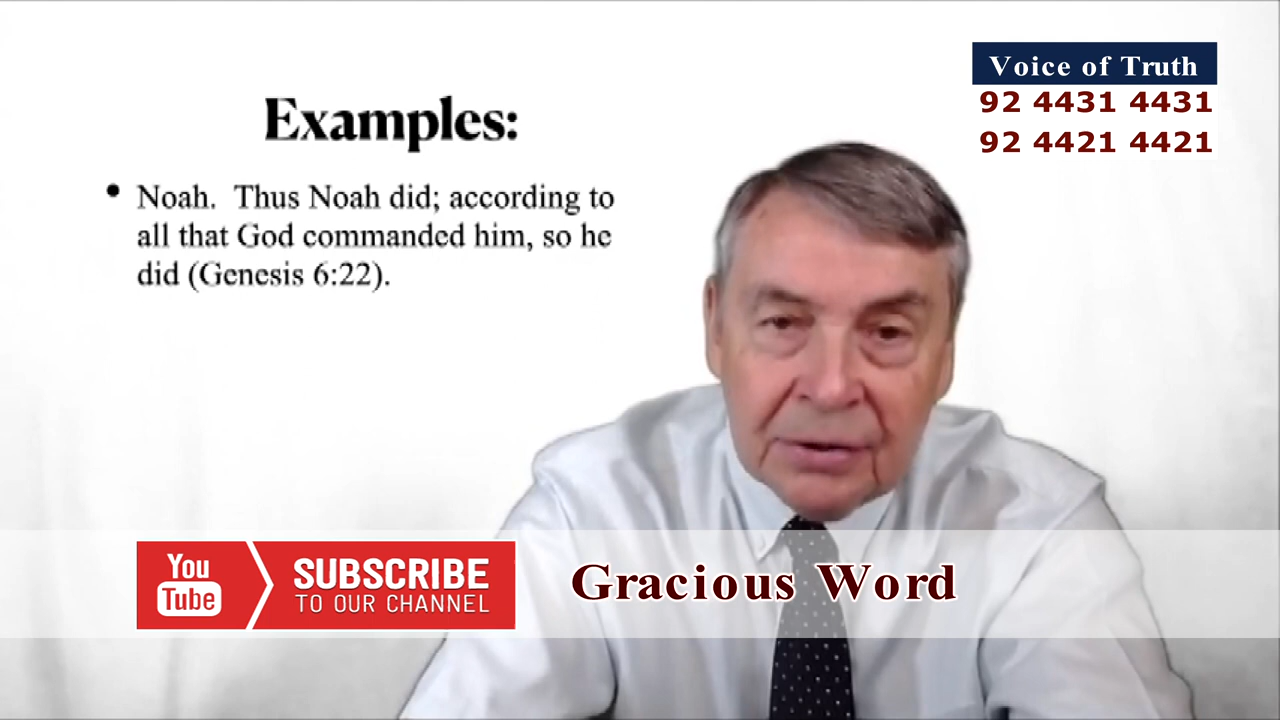 Voice of Truth
92 4431 4431
92 4421 4421
Examples:
• Noah. Thus Noah did; according to
all that God commanded him, so he
did (Genesis 6:22).
You
Tube
SUBSCRIBE
TO OUR CHANNEL
Gracious Word